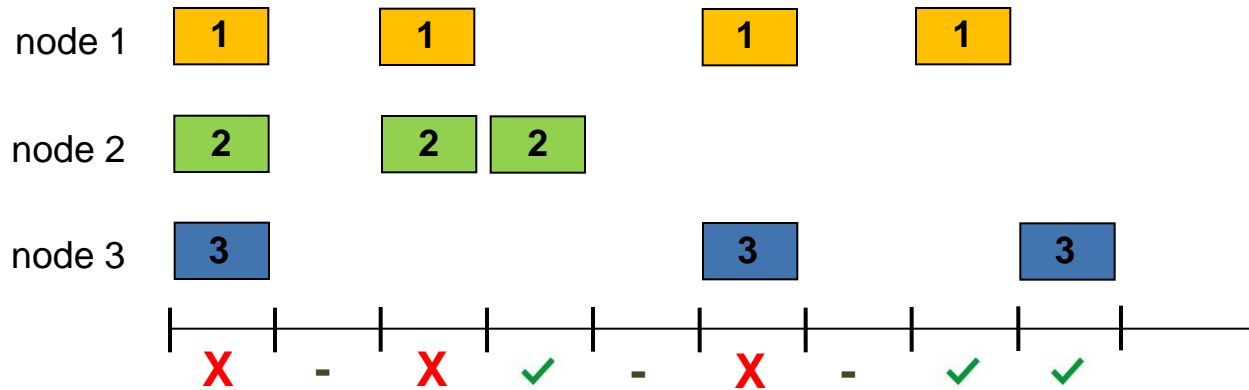 node 1 1 1 1 1
node 2 2 2 2
node 3 3 3 3
X - X ✓ - X - ✓ ✓